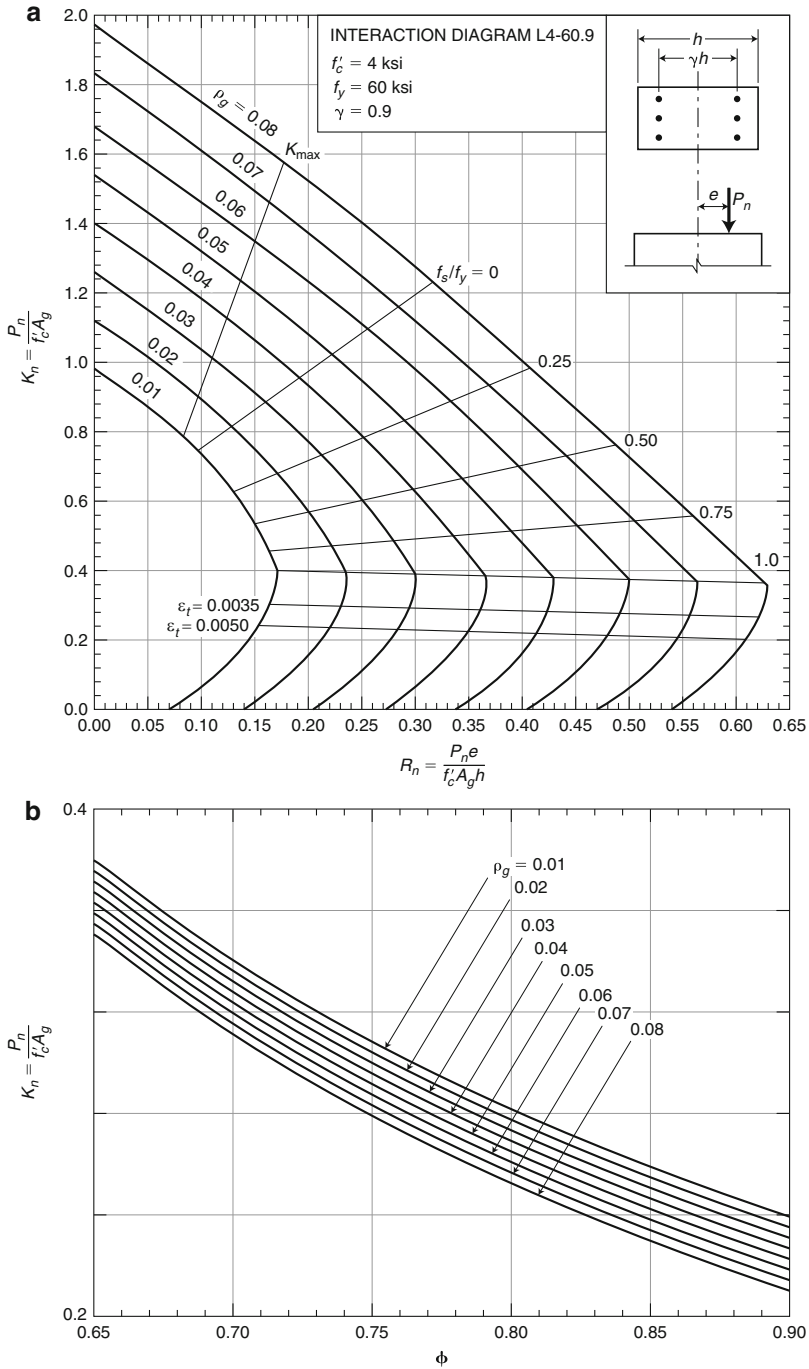 a
INTERACTION DIAGRAM L4-60.9
f′c = 4 ksi
fy = 60 ksi
γ = 0.9
h
γh
e
Pn
2.0
1.8
1.6
1.4
1.2
1.0
0.8
0.6
0.4
0.2
0.0
Kn = Pn / f′c Ag
ρg = 0.08
0.07
0.06
0.05
0.04
0.03
0.02
0.01
Kmax
fs/fy = 0
0.25
0.50
0.75
1.0
εt = 0.0035
εt = 0.0050
0.00 0.05 0.10 0.15 0.20 0.25 0.30 0.35 0.40 0.45 0.50 0.55 0.60 0.65
Rn = Pn e / f′c Ag h
b
0.4
0.2
Kn = Pn / f′c Ag
ρg = 0.01
0.02
0.03
0.04
0.05
0.06
0.07
0.08
0.65 0.70 0.75 0.80 0.85 0.90
ϕ